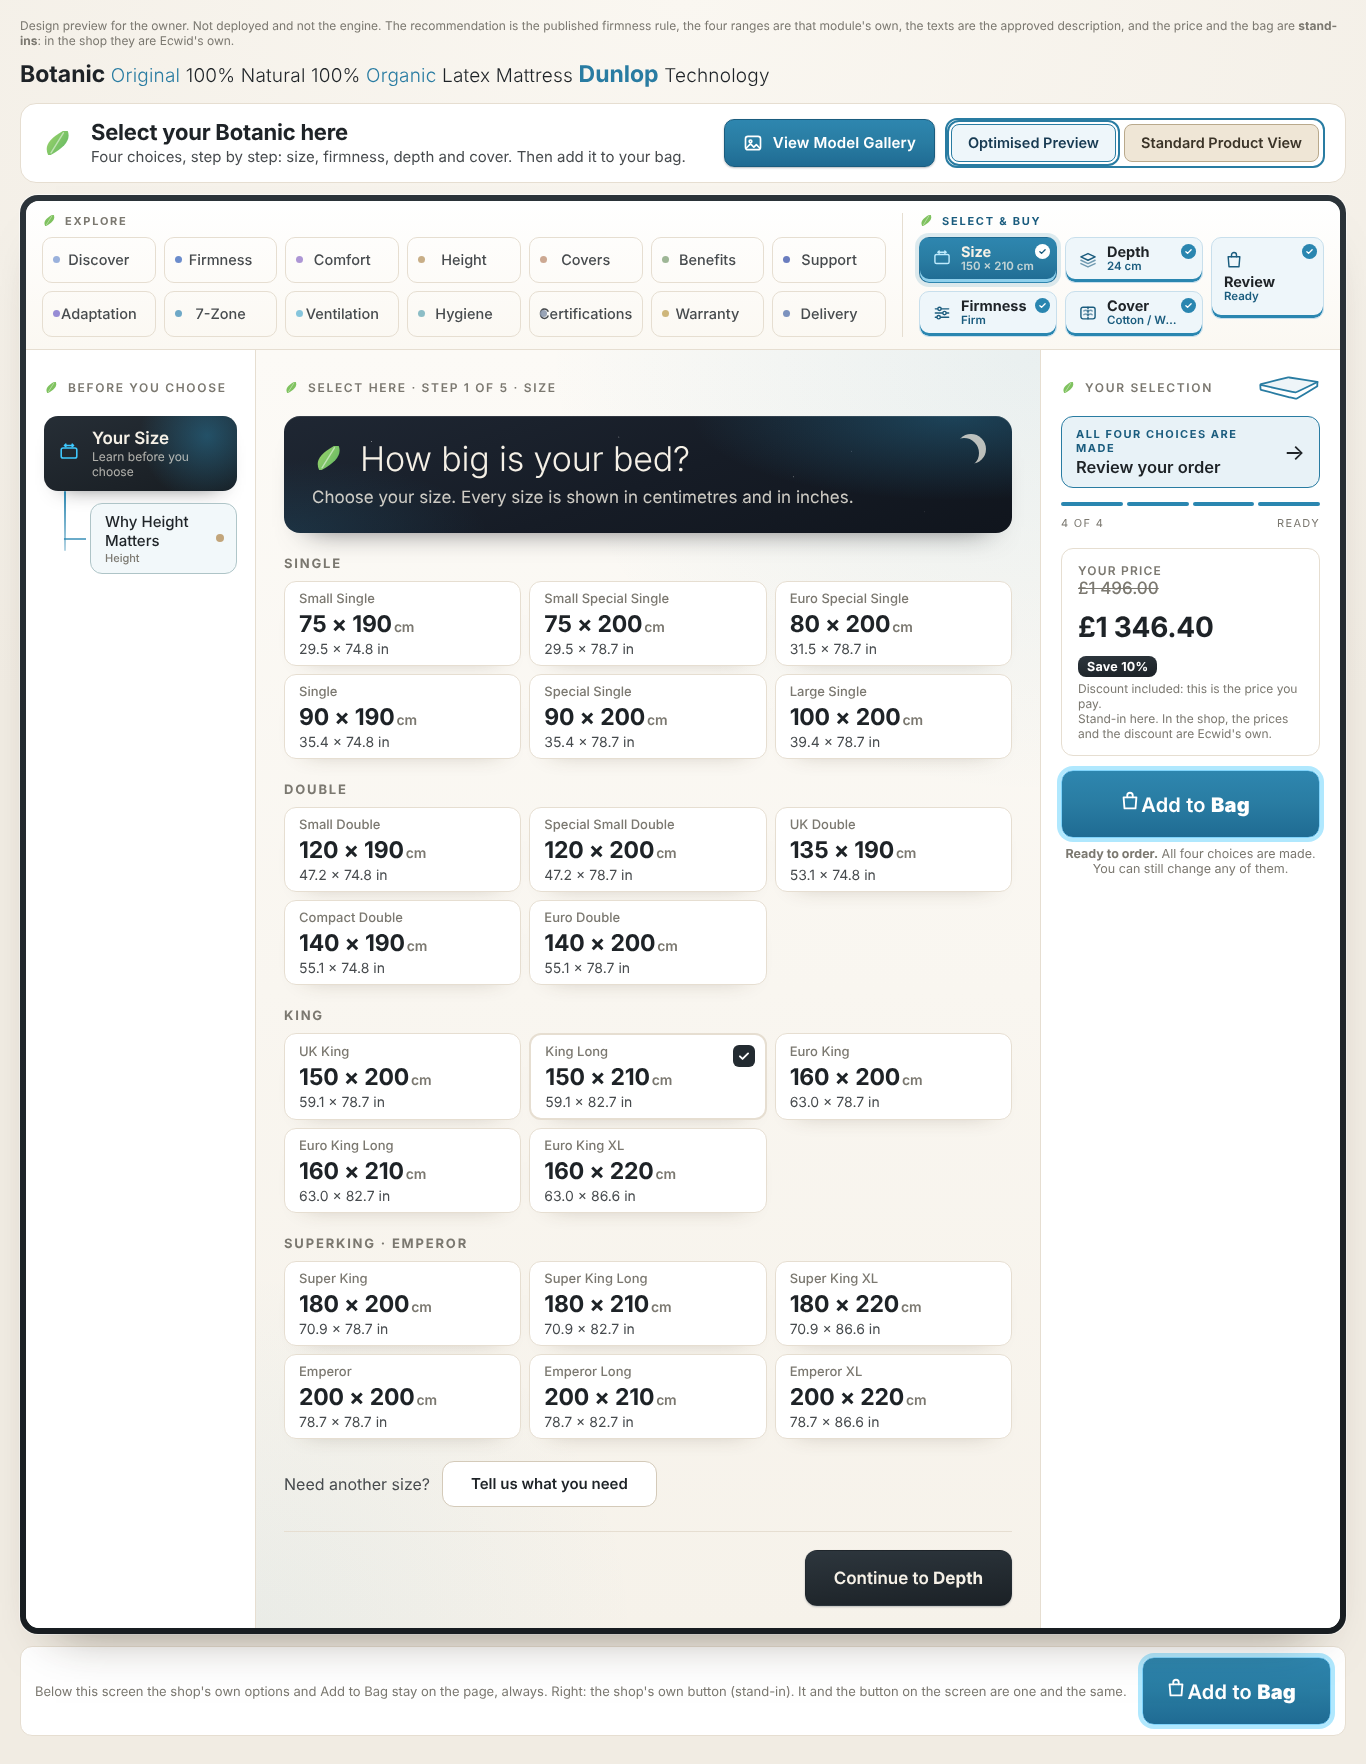 Design preview for the owner. Not deployed and not the engine. The recommendation is the published firmness rule, the four ranges are that module's own, the texts are the approved description, and the price and the bag are stand-
ins: in the shop they are Ecwid's own.
Botanic Original 100% Natural 100% Organic Latex Mattress Dunlop Technology
Select your Botanic here
Four choices, step by step: size, firmness, depth and cover. Then add it to your bag.
View Model Gallery
Optimised Preview
Standard Product View
EXPLORE
Discover
Firmness
Comfort
Height
Covers
Benefits
Support
Adaptation
7-Zone
Ventilation
Hygiene
Certifications
Warranty
Delivery
SELECT & BUY
Size
150 × 210 cm
Depth
24 cm
Firmness
Firm
Cover
Cotton / W...
Review
Ready
BEFORE YOU CHOOSE
Your Size
Learn before you
choose
Why Height
Matters
Height
SELECT HERE · STEP 1 OF 5 · SIZE
How big is your bed?
Choose your size. Every size is shown in centimetres and in inches.
SINGLE
Small Single
75 × 190 cm
29.5 × 74.8 in
Small Special Single
75 × 200 cm
29.5 × 78.7 in
Euro Special Single
80 × 200 cm
31.5 × 78.7 in
Single
90 × 190 cm
35.4 × 74.8 in
Special Single
90 × 200 cm
35.4 × 78.7 in
Large Single
100 × 200 cm
39.4 × 78.7 in
DOUBLE
Small Double
120 × 190 cm
47.2 × 74.8 in
Special Small Double
120 × 200 cm
47.2 × 78.7 in
UK Double
135 × 190 cm
53.1 × 74.8 in
Compact Double
140 × 190 cm
55.1 × 74.8 in
Euro Double
140 × 200 cm
55.1 × 78.7 in
KING
UK King
150 × 200 cm
59.1 × 78.7 in
King Long
150 × 210 cm
59.1 × 82.7 in
Euro King
160 × 200 cm
63.0 × 78.7 in
Euro King Long
160 × 210 cm
63.0 × 82.7 in
Euro King XL
160 × 220 cm
63.0 × 86.6 in
SUPERKING · EMPEROR
Super King
180 × 200 cm
70.9 × 78.7 in
Super King Long
180 × 210 cm
70.9 × 82.7 in
Super King XL
180 × 220 cm
70.9 × 86.6 in
Emperor
200 × 200 cm
78.7 × 78.7 in
Emperor Long
200 × 210 cm
78.7 × 82.7 in
Emperor XL
200 × 220 cm
78.7 × 86.6 in
Need another size?
Tell us what you need
Continue to Depth
YOUR SELECTION
ALL FOUR CHOICES ARE
MADE
Review your order
4 OF 4
READY
YOUR PRICE
£1 496.00
£1 346.40
Save 10%
Discount included: this is the price you
pay.
Stand-in here. In the shop, the prices
and the discount are Ecwid's own.
Add to Bag
Ready to order. All four choices are made.
You can still change any of them.
Below this screen the shop's own options and Add to Bag stay on the page, always. Right: the shop's own button (stand-in). It and the button on the screen are one and the same.
Add to Bag